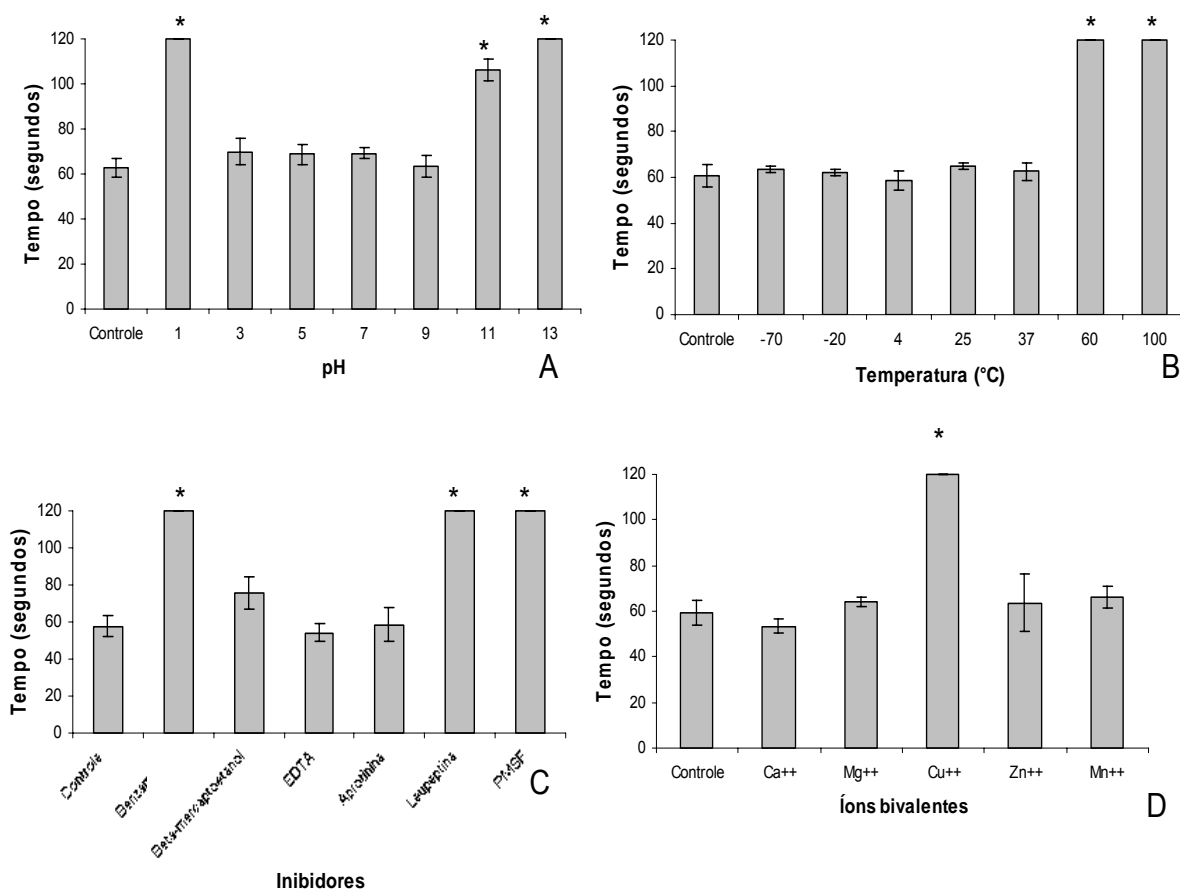 * * *
120
100
80
60
40
20
0
Tempo (segundos)
Controle 1 3 5 7 9 11 13
pH
A
* *
120
100
80
60
40
20
0
Tempo (segundos)
Controle -70 -20 4 25 37 60 100
Temperatura (°C)
B
* * *
120
100
80
60
40
20
0
Tempo (segundos)
Controle
Beta-mercaptoetanol
EDTA
Aprotinina
Leupeptina
PMSF
C
Inibidores
*
120
100
80
60
40
20
0
Tempo (segundos)
Controle Ca++ Mg++ Cu++ Zn++ Mn++
Íons bivalentes
D